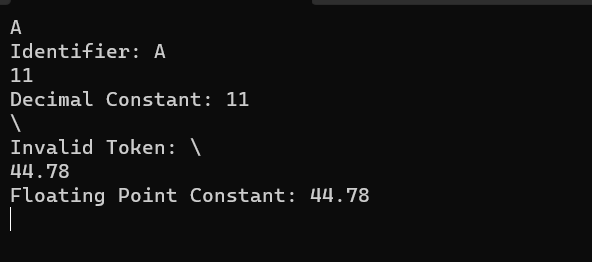 A
Identifier: A
11
Decimal Constant: 11
\
Invalid Token: \
44.78
Floating Point Constant: 44.78